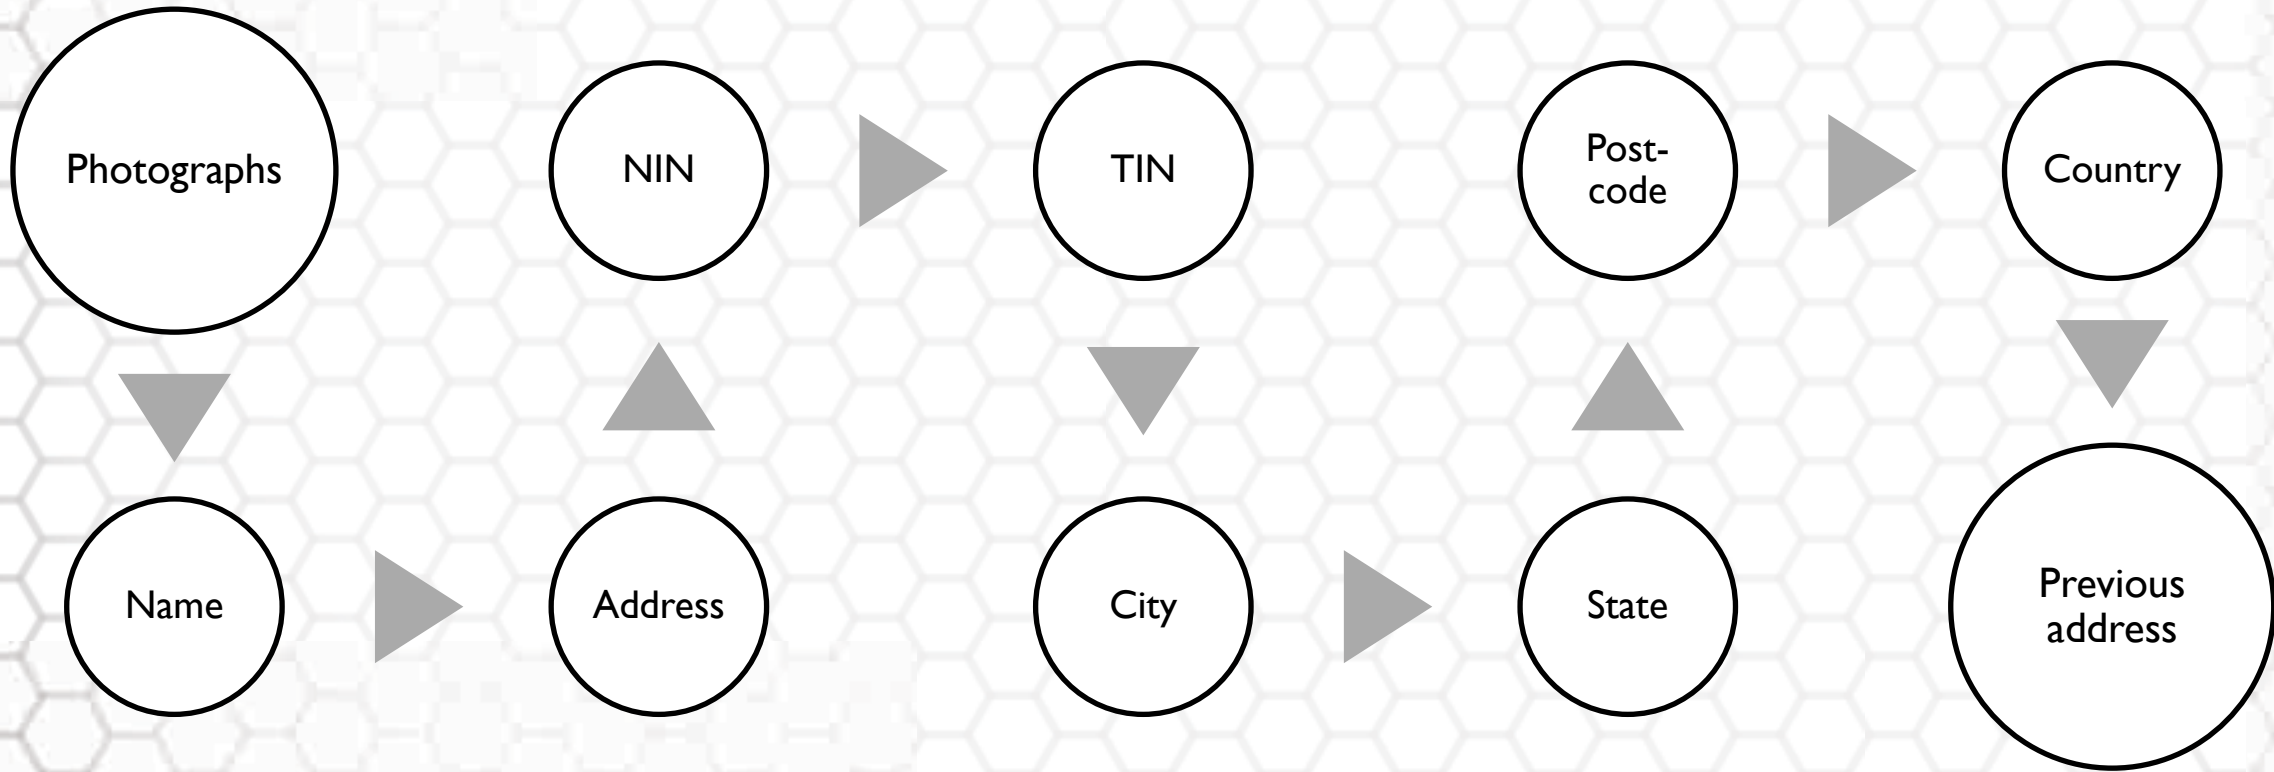 Photographs
Name
Address
NIN
TIN
City
State
Post-
code
Country
Previous
address